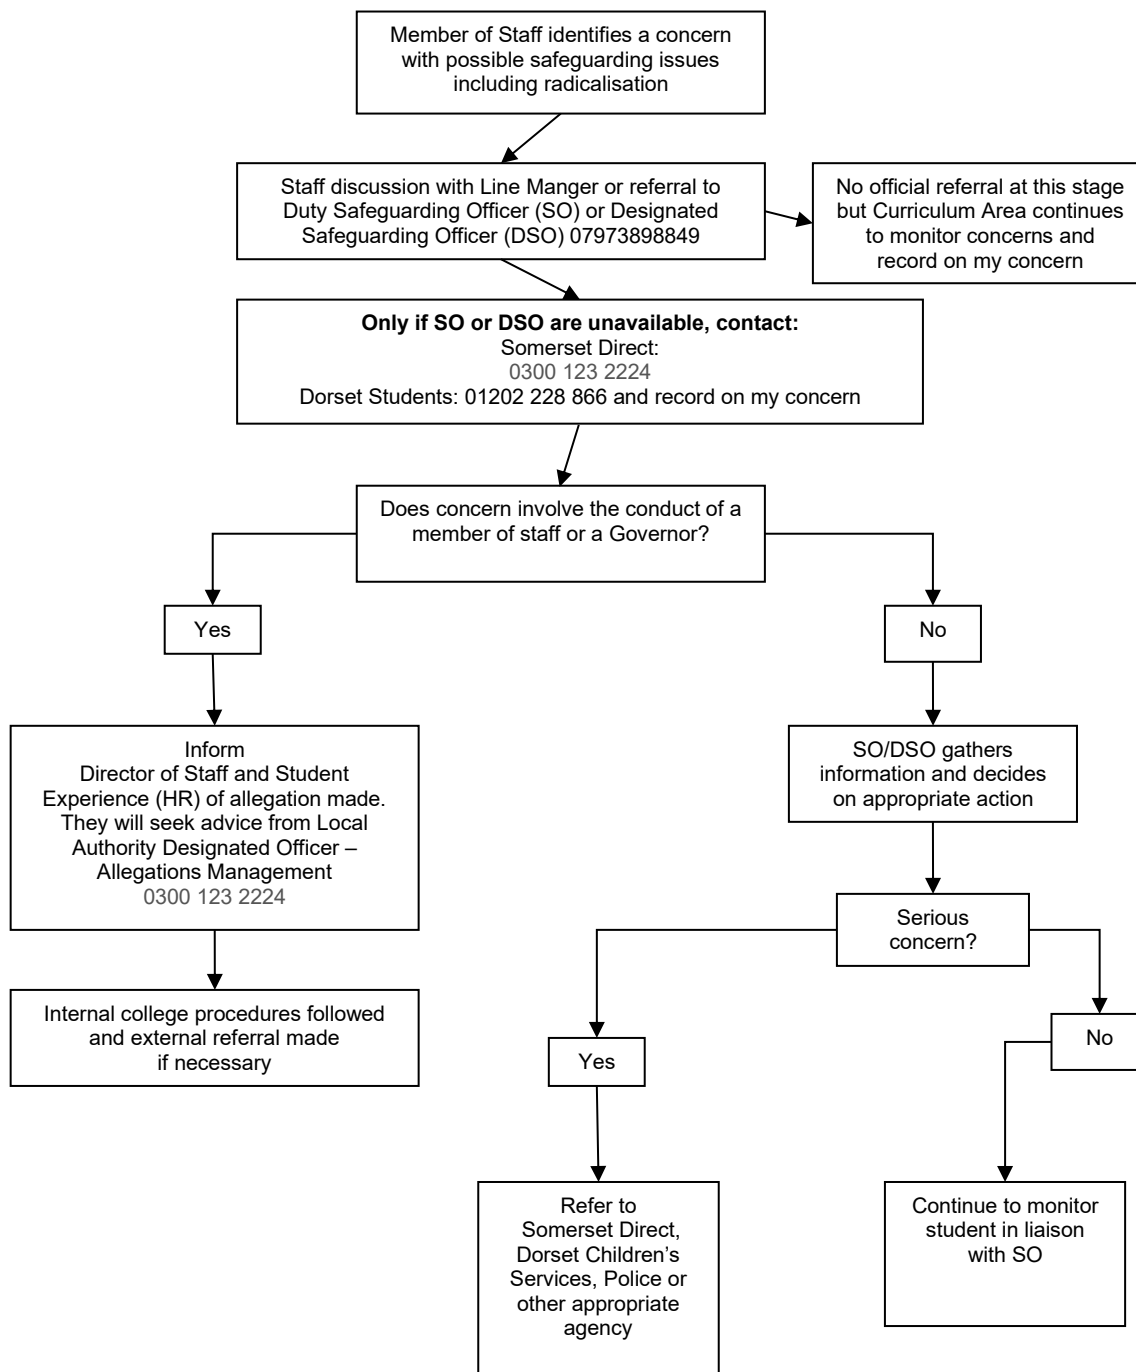 Member of Staff identifies a concern
with possible safeguarding issues
including radicalisation
Staff discussion with Line Manger or referral to
Duty Safeguarding Officer (SO) or Designated
Safeguarding Officer (DSO) 07973898849
No official referral at this stage
but Curriculum Area continues
to monitor concerns and
record on my concern
Only if SO or DSO are unavailable, contact:
Somerset Direct:
0300 123 2224
Dorset Students: 01202 228 866 and record on my concern
Does concern involve the conduct of a
member of staff or a Governor?
Yes
No
Inform
Director of Staff and Student
Experience (HR) of allegation made.
They will seek advice from Local
Authority Designated Officer –
Allegations Management
0300 123 2224
SO/DSO gathers
information and decides
on appropriate action
Serious
concern?
Internal college procedures followed
and external referral made
if necessary
Yes
No
Refer to
Somerset Direct,
Dorset Children’s
Services, Police or
other appropriate
agency
Continue to monitor
student in liaison
with SO